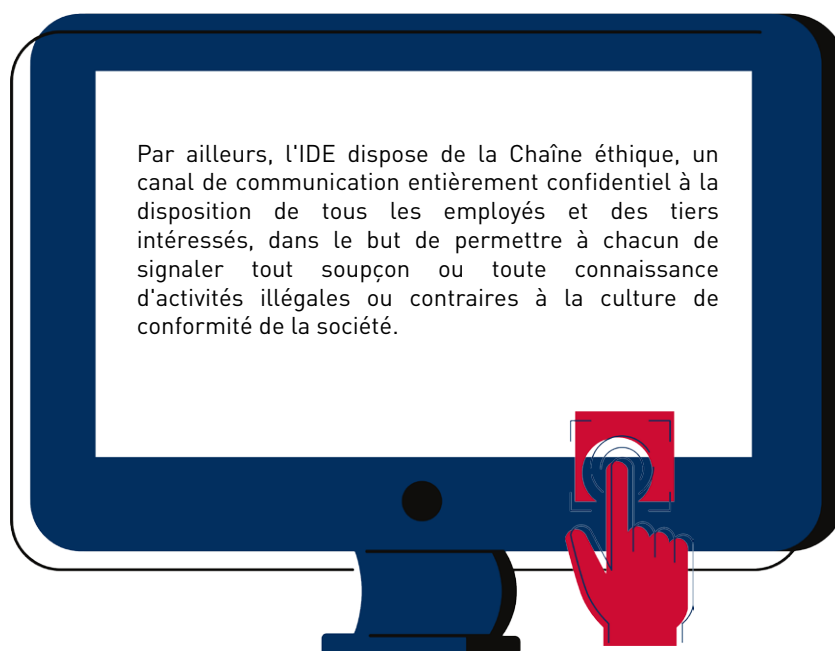 Par ailleurs, l'IDE dispose de la Chaîne éthique, un
canal de communication entièrement confidentiel à la
disposition de tous les employés et des tiers
intéressés, dans le but de permettre à chacun de
signaler tout soupçon ou toute connaissance
d'activités illégales ou contraires à la culture de
conformité de la société.